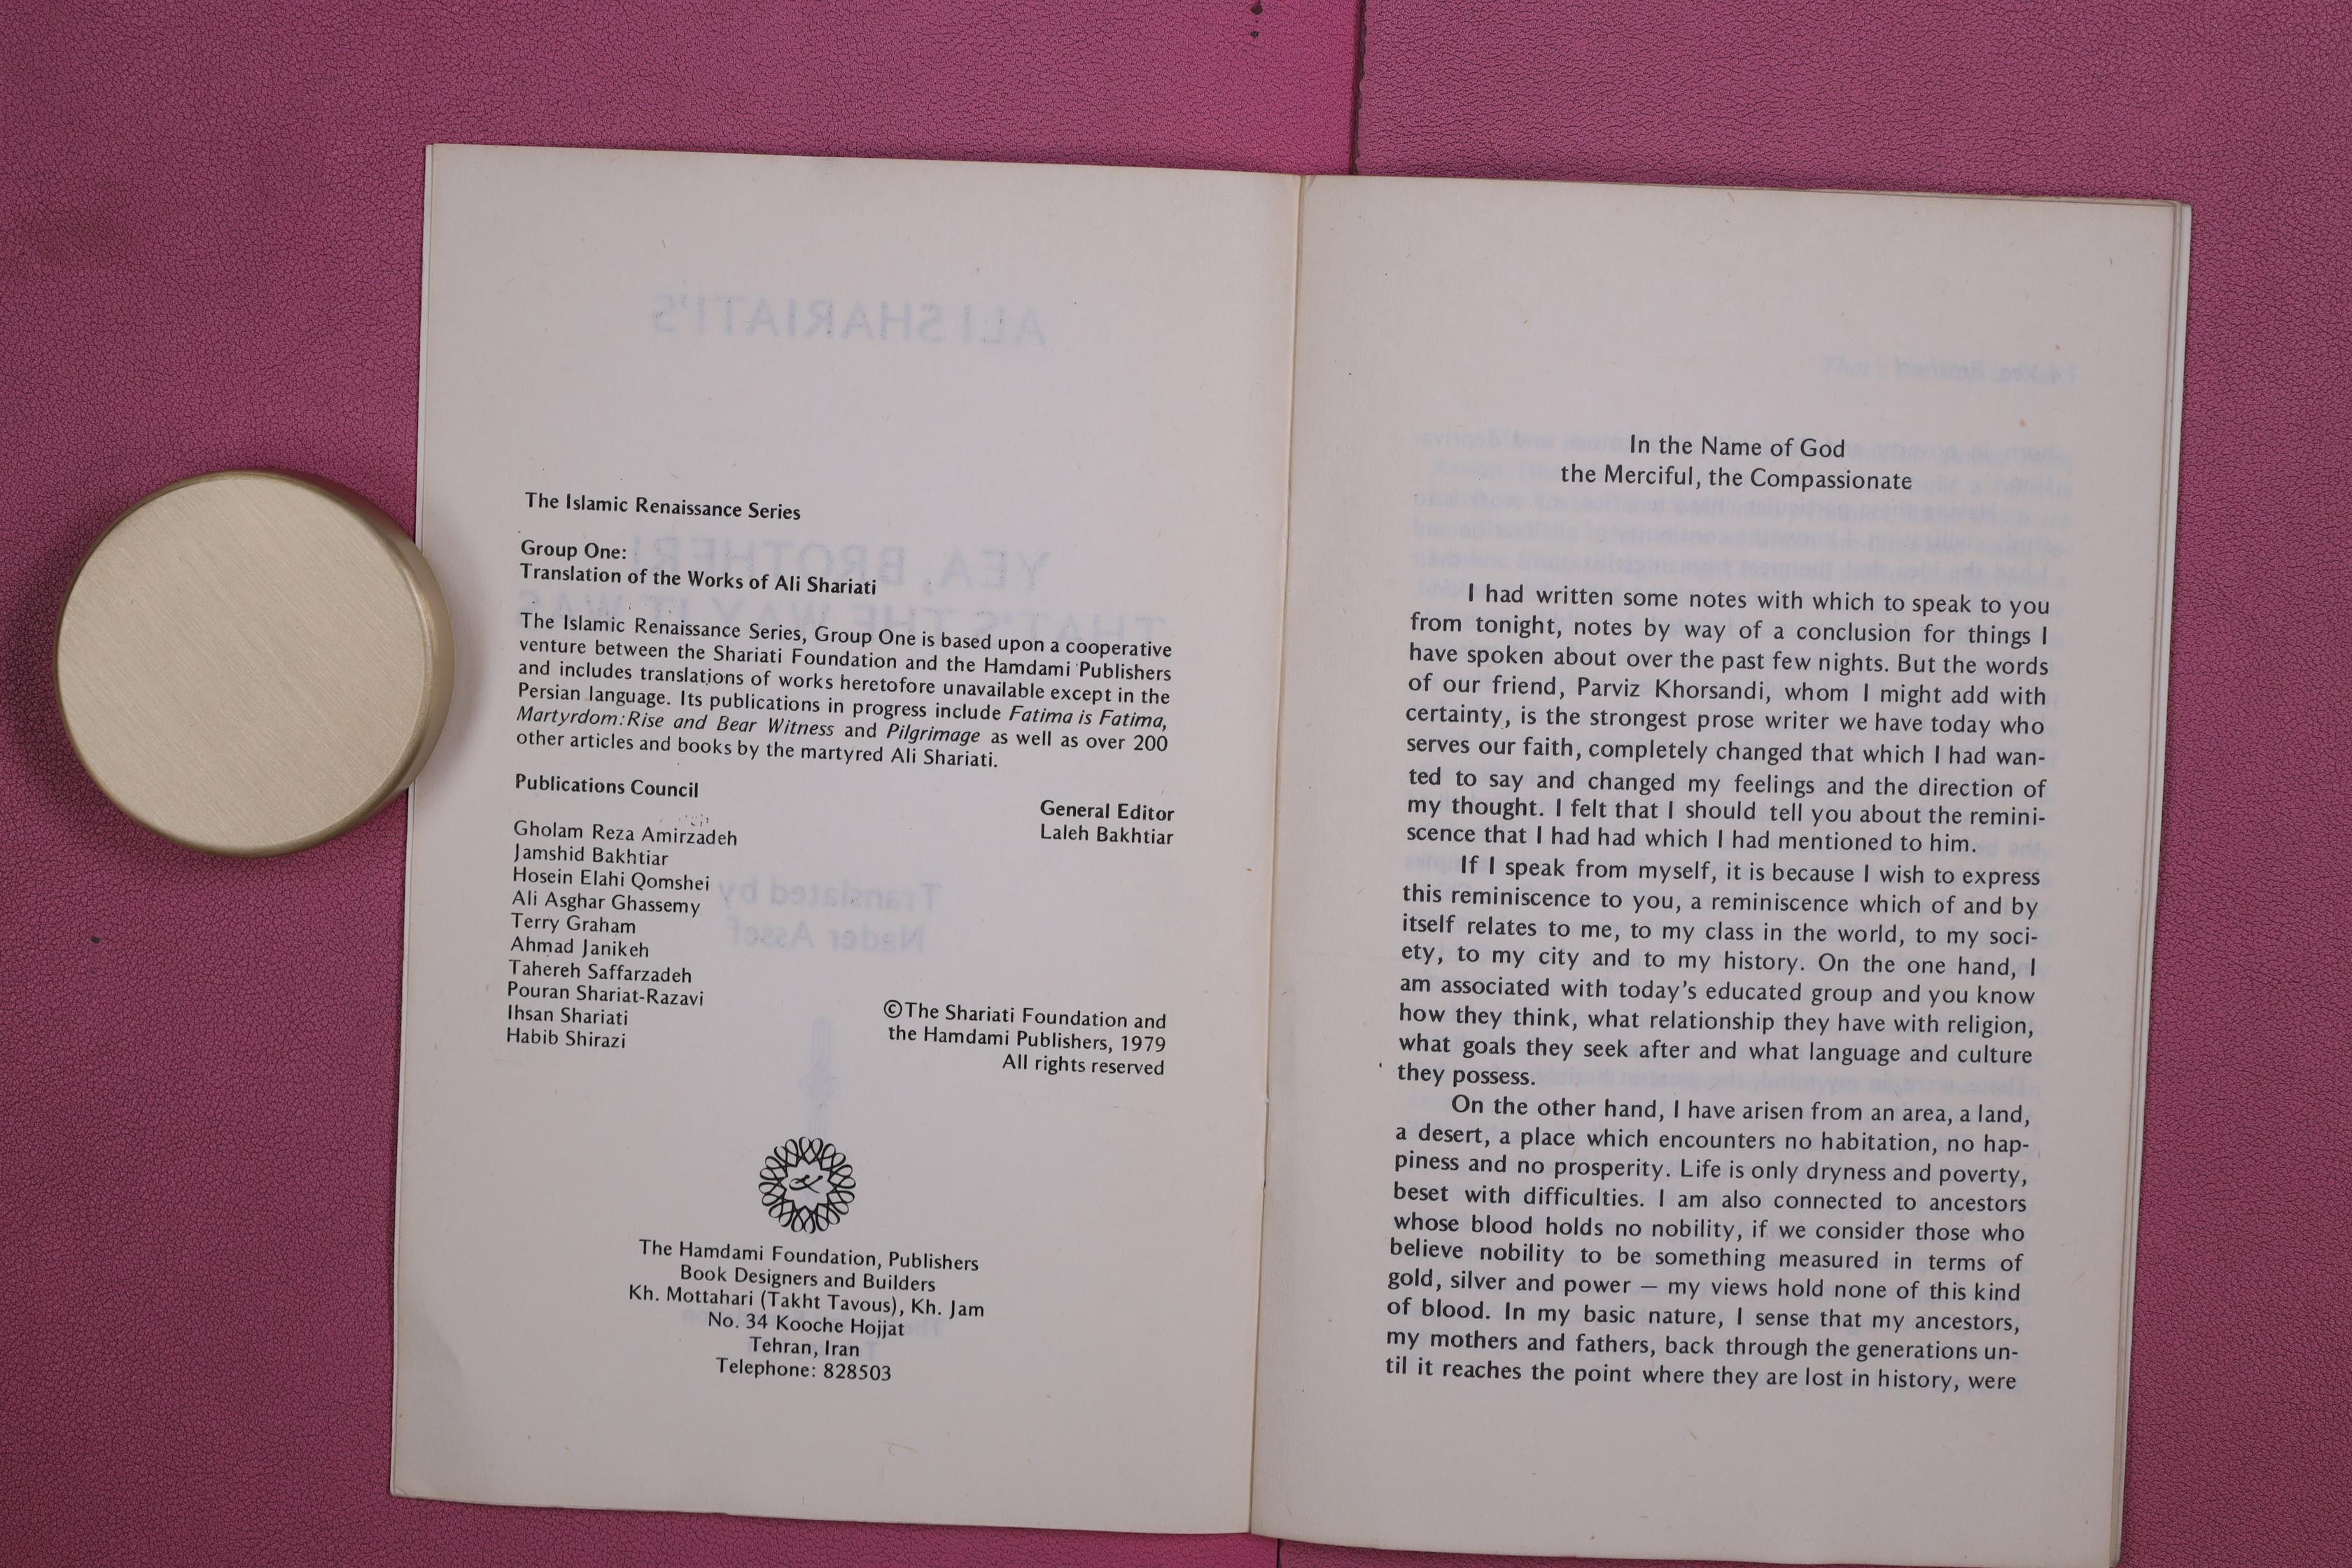 The Islamic Renaissance Series
Group One:
Translation of the Works of Ali Shariati
The Islamic Renaissance Series, Group One is based upon a cooperative
venture between the Shariati Foundation and the Hamdami Publishers
and includes translations of works heretofore unavailable except in the
Persian language. Its publications in progress include Fatima is Fatima,
Martyrdom:Rise and Bear Witness and Pilgrimage as well as over 200
other articles and books by the martyred Ali Shariati.
Publications Council
Gholam Reza Amirzadeh
Jamshid Bakhtiar
Hosein Elahi Qomshei
Ali Asghar Ghassemy
Terry Graham
Ahmad Janikeh
Tahereh Saffarzadeh
Pouran Shariat-Razavi
Ihsan Shariati
Habib Shirazi
General Editor
Laleh Bakhtiar
©The Shariati Foundation and
the Hamdami Publishers, 1979
All rights reserved
The Hamdami Foundation, Publishers
Book Designers and Builders
Kh. Mottahari (Takht Tavous), Kh. Jam
No. 34 Kooche Hojjat
Tehran, Iran
Telephone: 828503
In the Name of God
the Merciful, the Compassionate
I had written some notes with which to speak to you
from tonight, notes by way of a conclusion for things I
have spoken about over the past few nights. But the words
of our friend, Parviz Khorsandi, whom I might add with
certainty, is the strongest prose writer we have today who
serves our faith, completely changed that which I had wan-
ted to say and changed my feelings and the direction of
my thought. I felt that I should tell you about the remini-
scence that I had had which I had mentioned to him.
If I speak from myself, it is because I wish to express
this reminiscence to you, a reminiscence which of and by
itself relates to me, to my class in the world, to my soci-
ety, to my city and to my history. On the one hand, I
am associated with today's educated group and you know
how they think, what relationship they have with religion,
what goals they seek after and what language and culture
they possess.
On the other hand, I have arisen from an area, a land,
a desert, a place which encounters no habitation, no hap-
piness and no prosperity. Life is only dryness and poverty,
beset with difficulties. I am also connected to ancestors
whose blood holds no nobility, if we consider those who
believe nobility to be something measured in terms of
gold, silver and power — my views hold none of this kind
of blood. In my basic nature, I sense that my ancestors,
my mothers and fathers, back through the generations un-
til it reaches the point where they are lost in history, were